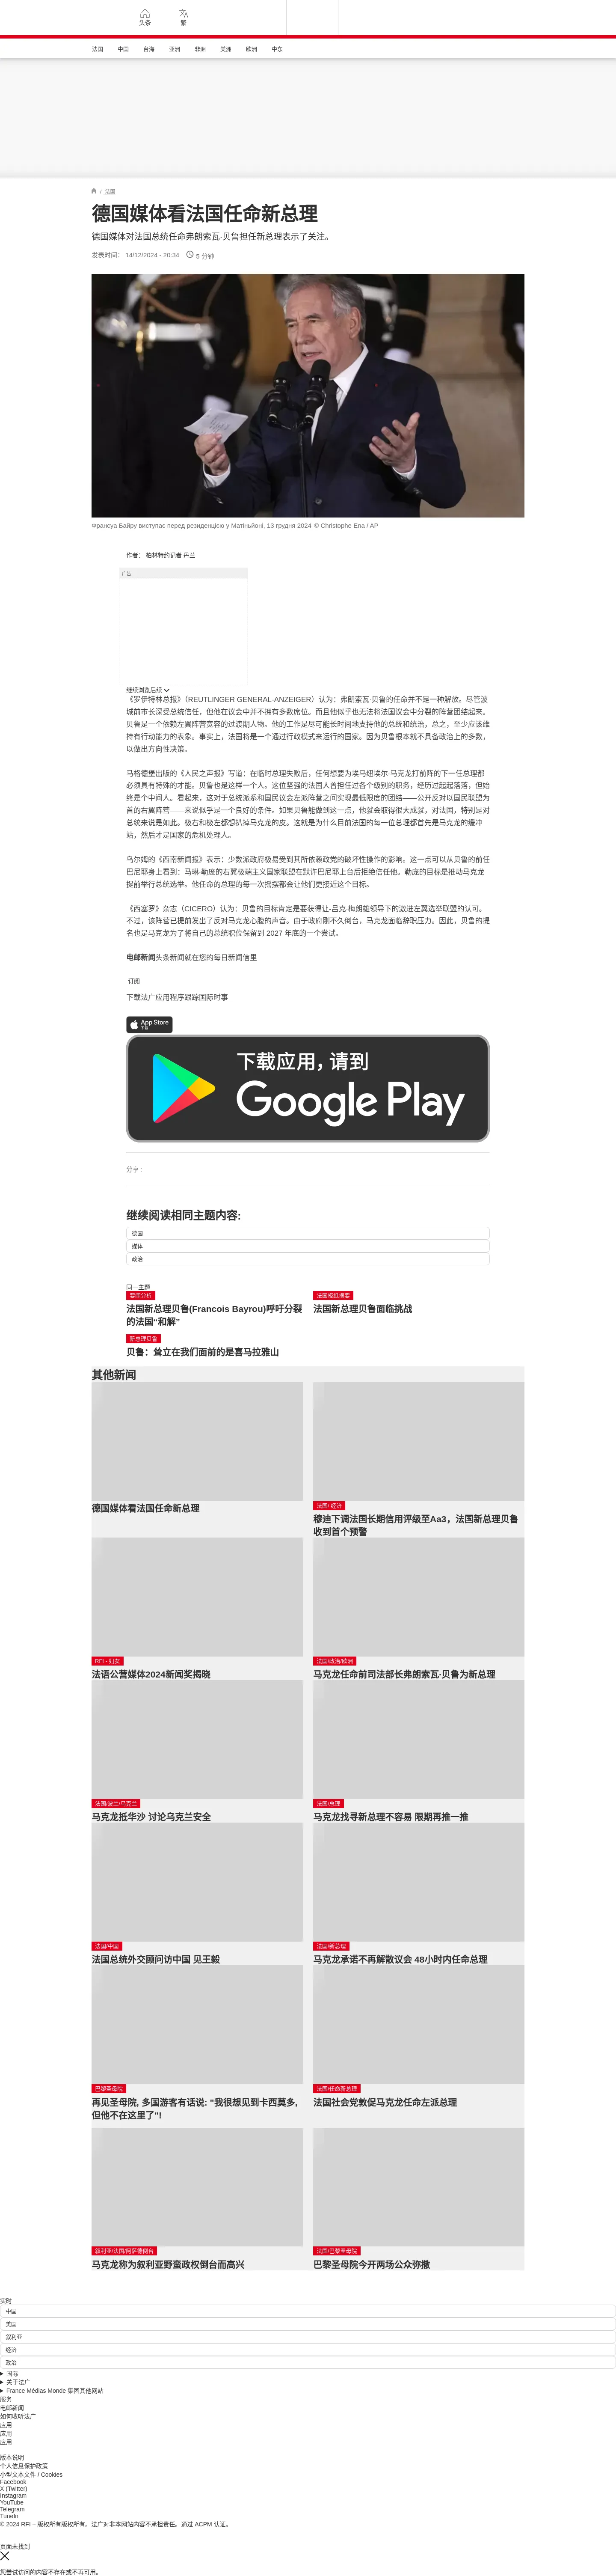 头条
繁
法国
中国
台海
亚洲
非洲
美洲
欧洲
中东
/ 法国
德国媒体看法国任命新总理
德国媒体对法国总统任命弗朗索瓦·贝鲁担任新总理表示了关注。
发表时间： 14/12/2024 - 20:34
5 分钟
Франсуа Байру виступає перед резиденцією у Матіньйоні, 13 грудня 2024 © Christophe Ena / AP
作者： 柏林特约记者 丹兰
广告
继续浏览后续
《罗伊特林总报》（REUTLINGER GENERAL-ANZEIGER）认为：弗朗索瓦·贝鲁的任命并不是一种解放。尽管波
城前市长深受总统信任，但他在议会中并不拥有多数席位。而且他似乎也无法将法国议会中分裂的阵营团结起来。
贝鲁是一个依赖左翼阵营宽容的过渡期人物。他的工作是尽可能长时间地支持他的总统和统治，总之，至少应该维
持有行动能力的表象。事实上，法国将是一个通过行政模式来运行的国家。因为贝鲁根本就不具备政治上的多数，
以做出方向性决策。
马格德堡出版的《人民之声报》写道：在临时总理失败后，任何想要为埃马纽埃尔·马克龙打前阵的下一任总理都
必须具有特殊的才能。贝鲁也是这样一个人。这位坚强的法国人曾担任过各个级别的职务，经历过起起落落，但始
终是个中间人。看起来，这对于总统派系和国民议会左派阵营之间实现最低限度的团结——公开反对以国民联盟为
首的右翼阵营——来说似乎是一个良好的条件。如果贝鲁能做到这一点，他就会取得很大成就，对法国，特别是对
总统来说是如此。极右和极左都想扒掉马克龙的皮。这就是为什么目前法国的每一位总理都首先是马克龙的缓冲
站，然后才是国家的危机处理人。
乌尔姆的《西南新闻报》表示：少数派政府极易受到其所依赖政党的破坏性操作的影响。这一点可以从贝鲁的前任
巴尼耶身上看到：马琳·勒庞的右翼极端主义国家联盟在默许巴尼耶上台后拒绝信任他。勒庞的目标是推动马克龙
提前举行总统选举。他任命的总理的每一次摇摆都会让他们更接近这个目标。
《西塞罗》杂志（CICERO）认为：贝鲁的目标肯定是要获得让-吕克·梅朗雄领导下的激进左翼选举联盟的认可。
不过，该阵营已提前发出了反对马克龙心腹的声音。由于政府刚不久倒台，马克龙面临辞职压力。因此，贝鲁的提
名也是马克龙为了将自己的总统职位保留到 2027 年底的一个尝试。
电邮新闻头条新闻就在您的每日新闻信里
订阅
下载法广应用程序跟踪国际时事
App Store
下载
下载应用，请到
Google Play
分享 :
继续阅读相同主题内容:
德国
媒体
政治
同一主题
要闻分析
法国新总理贝鲁(Francois Bayrou)呼吁分裂
的法国“和解”
法国报纸摘要
法国新总理贝鲁面临挑战
新总理贝鲁
贝鲁：耸立在我们面前的是喜马拉雅山
其他新闻
德国媒体看法国任命新总理
法国/ 经济
穆迪下调法国长期信用评级至Aa3，法国新总理贝鲁
收到首个预警
RFI - 妇女
法语公营媒体2024新闻奖揭晓
法国/政治/欧洲
马克龙任命前司法部长弗朗索瓦·贝鲁为新总理
法国/波兰/乌克兰
马克龙抵华沙 讨论乌克兰安全
法国/总理
马克龙找寻新总理不容易 限期再推一推
法国/中国
法国总统外交顾问访中国 见王毅
法国/新总理
马克龙承诺不再解散议会 48小时内任命总理
巴黎圣母院
再见圣母院, 多国游客有话说: "我很想见到卡西莫多,
但他不在这里了"!
法国/任命新总理
法国社会党敦促马克龙任命左派总理
叙利亚/法国/阿萨德倒台
马克龙称为叙利亚野蛮政权倒台而高兴
法国/巴黎圣母院
巴黎圣母院今开两场公众弥撒
实时
中国
美国
叙利亚
经济
政治
国际
关于法广
France Médias Monde 集团其他网站
服务
电邮新闻
如何收听法广
应用
应用
应用
版本说明
个人信息保护政策
小型文本文件 / Cookies
Facebook
X (Twitter)
Instagram
YouTube
Telegram
TuneIn
© 2024 RFI – 版权所有版权所有。法广对非本网站内容不承担责任。通过 ACPM 认证。
页面未找到
您尝试访问的内容不存在或不再可用。